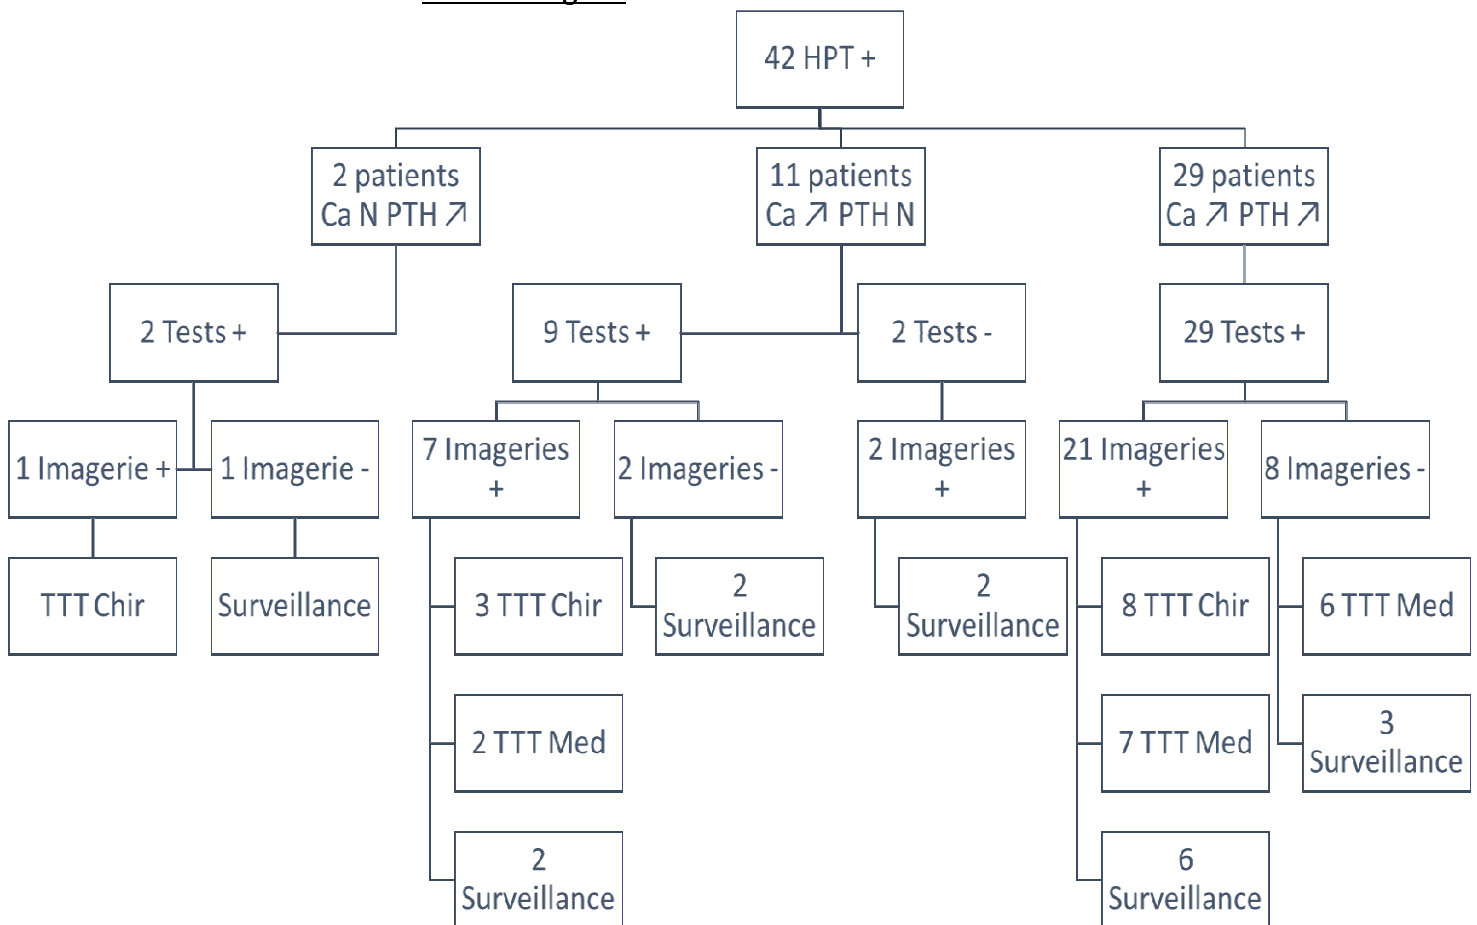 42 HPT +
2 patients
Ca N PTH ↗
11 patients
Ca ↗ PTH N
29 patients
Ca ↗ PTH ↗
2 Tests +
9 Tests +
2 Tests -
29 Tests +
1 Imagerie +
1 Imagerie -
7 Imageries
+
2 Imageries -
2 Imageries
+
21 Imageries
+
8 Imageries -
TTT Chir
Surveillance
3 TTT Chir
2
Surveillance
2
Surveillance
8 TTT Chir
6 TTT Med
2 TTT Med
7 TTT Med
3
Surveillance
2
Surveillance
6
Surveillance